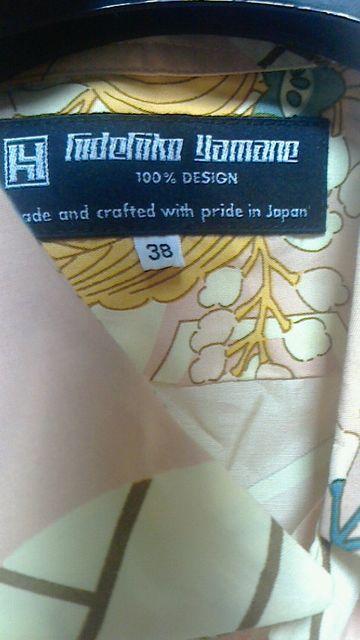 H Hidehiko Yamane
100% DESIGN
ade and crafted with pride in Japan
38